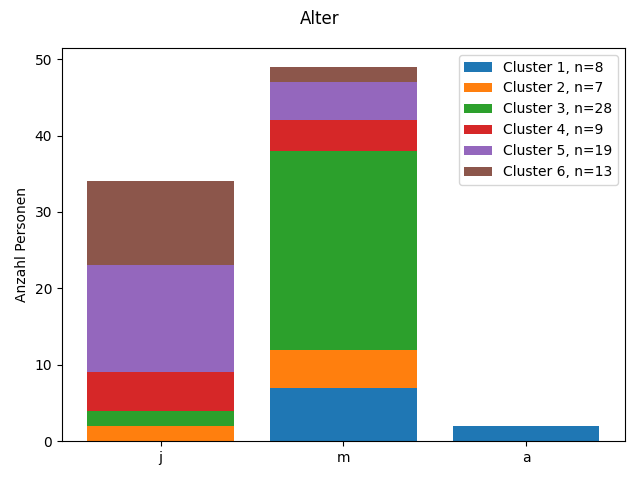 Alter
Anzahl Personen
50
40
30
20
10
0
j
m
a
Cluster 1, n=8
Cluster 2, n=7
Cluster 3, n=28
Cluster 4, n=9
Cluster 5, n=19
Cluster 6, n=13